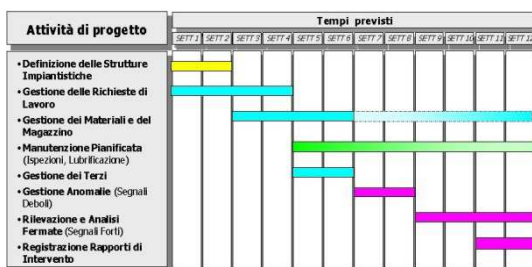 Attività di progetto
Tempi previsti
SETT 1 SETT 2 SETT 3 SETT 4 SETT 5 SETT 6 SETT 7 SETT 8 SETT 9 SETT 10 SETT 11 SETT 12
•Definizione delle Strutture
Impiantistiche
•Gestione delle Richieste di
Lavoro
•Gestione dei Materiali e del
Magazzino
•Manutenzione Pianificata
(Ispezioni, Lubrificazione)
•Gestione dei Terzi
•Gestione Anomalie (Segnali
Deboli)
•Rilevazione e Analisi
Fermate (Segnali Forti)
•Registrazione Rapporti di
Intervento